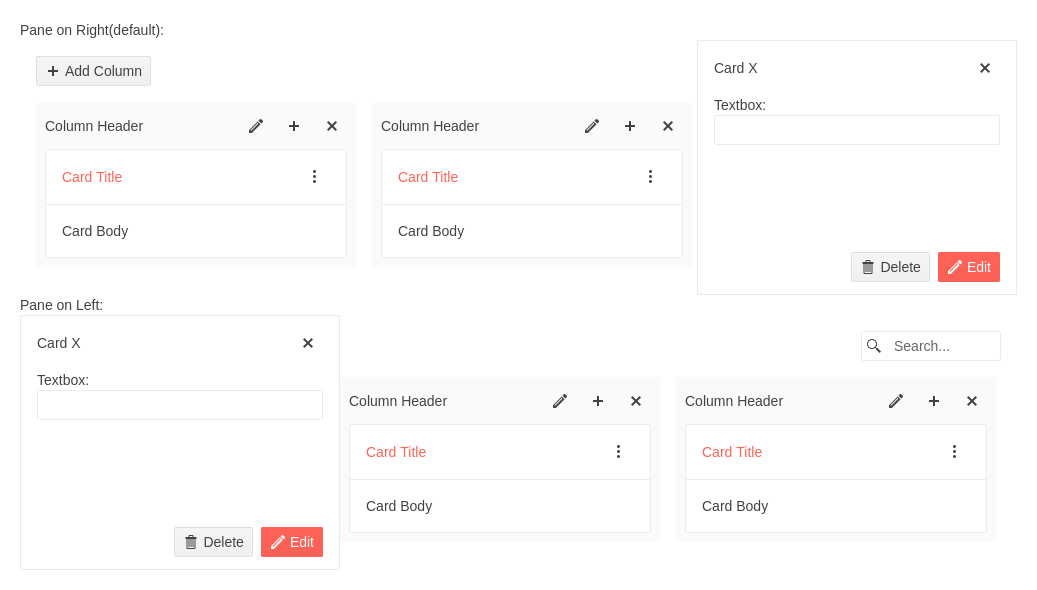 Pane on Right(default):
Add Column
Column Header
Card Title
Card Body
Column Header
Card Title
Card Body
Card X
Textbox:
Delete
Edit
Pane on Left:
Card X
Textbox:
Delete
Edit
Search...
Column Header
Card Title
Card Body
Column Header
Card Title
Card Body